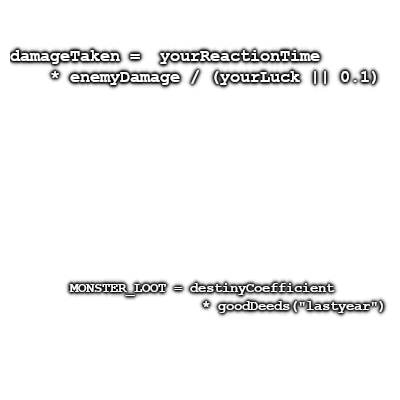 damageTaken = yourReactionTime
* enemyDamage / (yourLuck || 0.1)
MONSTER_LOOT = destinyCoefficient
* goodDeeds("lastyear")